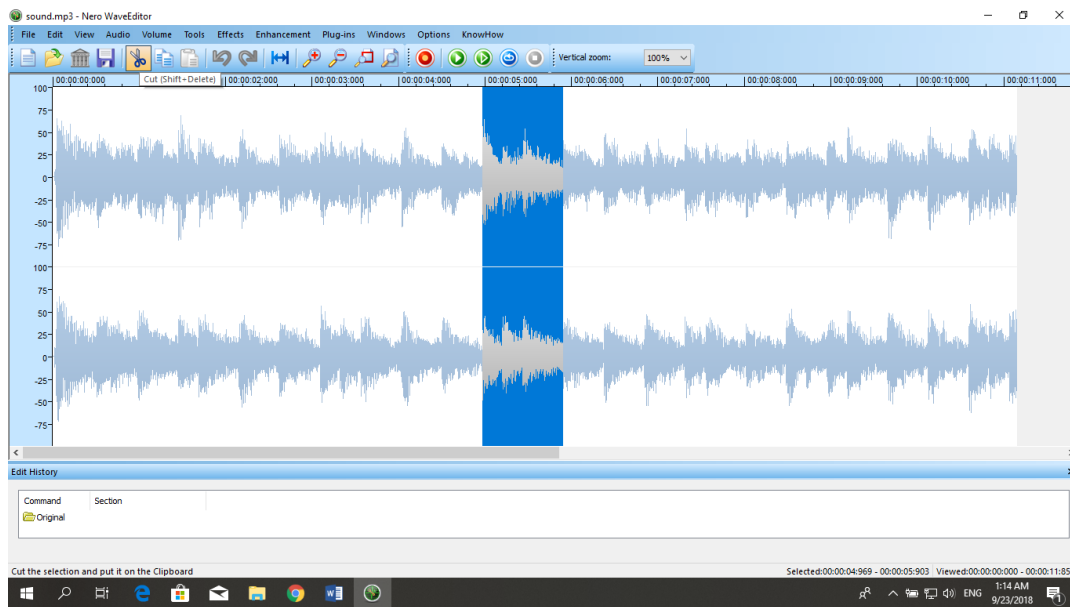 sound.mp3 - Nero WaveEditor
File Edit View Audio Volume Tools Effects Enhancement Plug-ins Windows Options KnowHow
Vertical zoom: 100%
Cut (Shift+Delete)
00:00:00:000 00:00:02:000 00:00:03:000 00:00:04:000 00:00:05:000 00:00:06:000 00:00:07:000 00:00:08:000 00:00:09:000 00:00:10:000 00:00:11:000
100
75
50
25
0
-25
-50
-75
100
75
50
25
0
-25
-50
-75
Edit History
Command Section
Original
Cut the selection and put it on the Clipboard
Selected:00:00:04:969 - 00:00:05:903 Viewed:00:00:00:000 - 00:00:11:85
ENG
1:14 AM
9/23/2018
1